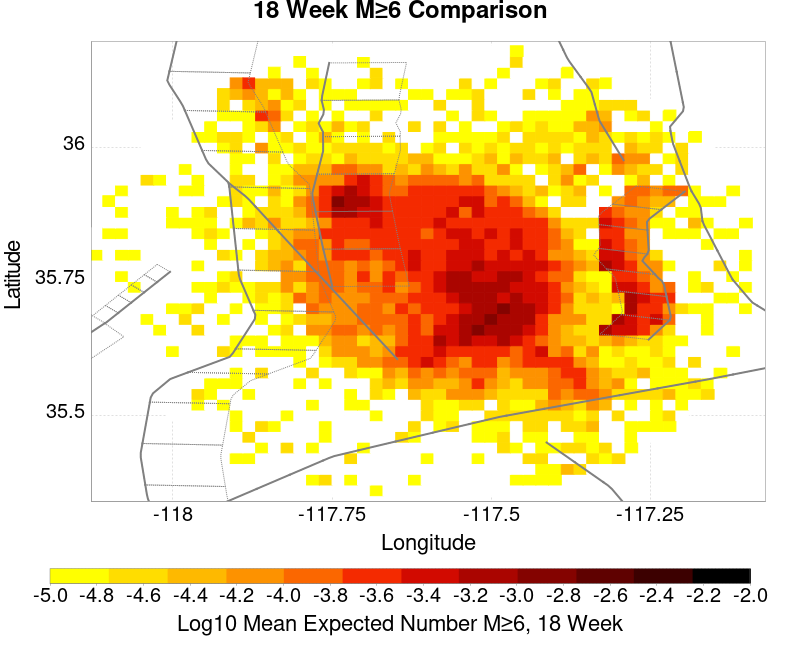 18 Week M≥6 Comparison
Latitude
36
35.75
35.5
-118 -117.75 -117.5 -117.25
Longitude
-5.0 -4.8 -4.6 -4.4 -4.2 -4.0 -3.8 -3.6 -3.4 -3.2 -3.0 -2.8 -2.6 -2.4 -2.2 -2.0
Log10 Mean Expected Number M≥6, 18 Week